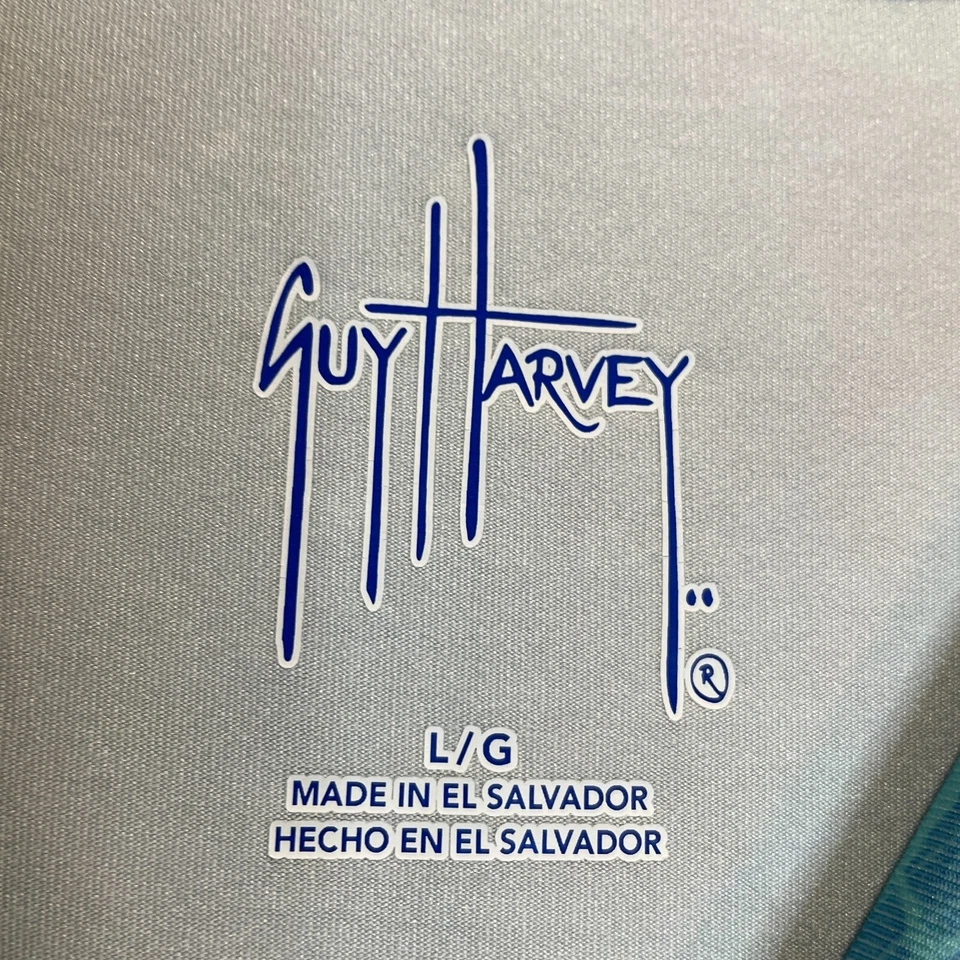 GUY HARVEY
®
L/G
MADE IN EL SALVADOR
HECHO EN EL SALVADOR